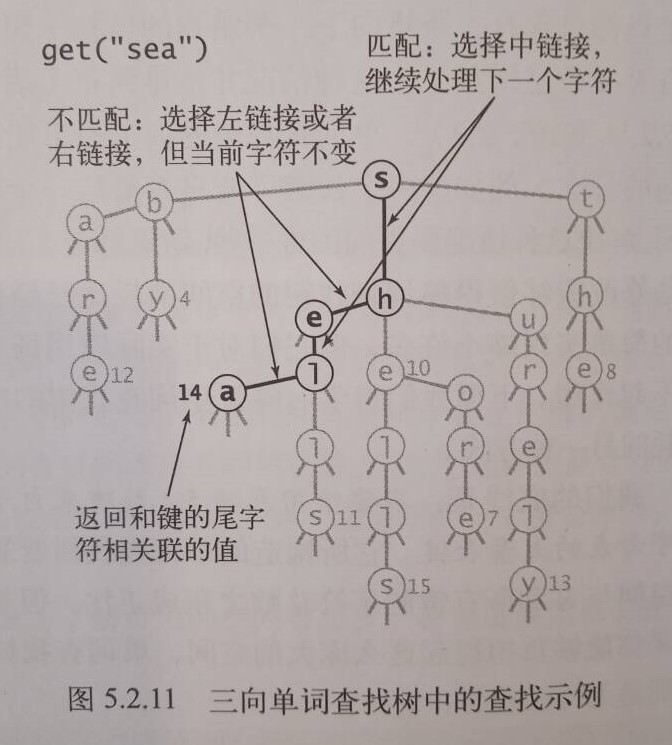 get("sea")
匹配：选择中链接，
继续处理下一个字符
不匹配：选择左链接或者
右链接，但当前字符不变
s
b
t
a
r
y 4
e
h
h
u
e 12
14 a
l
e 10
o
r
e 8
l
l
r
e
s 11
l
e 7
l
s 15
y 13
返回和键的尾字
符相关联的值
图 5.2.11 三向单词查找树中的查找示例